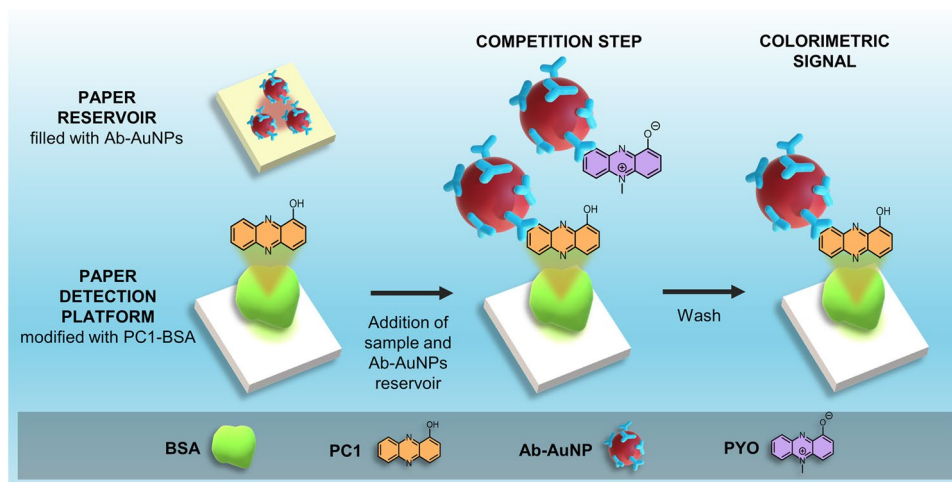 COMPETITION STEP
COLORIMETRIC
SIGNAL
PAPER
RESERVOIR
filled with Ab-AuNPs
O
⊖
N
N
⊕
OH
N
N
OH
N
N
OH
N
N
PAPER
DETECTION
PLATFORM
modified with PC1-BSA
Addition of
sample and
Ab-AuNPs
reservoir
Wash
BSA
PC1
OH
N
N
Ab-AuNP
PYO
O
⊖
N
N
⊕